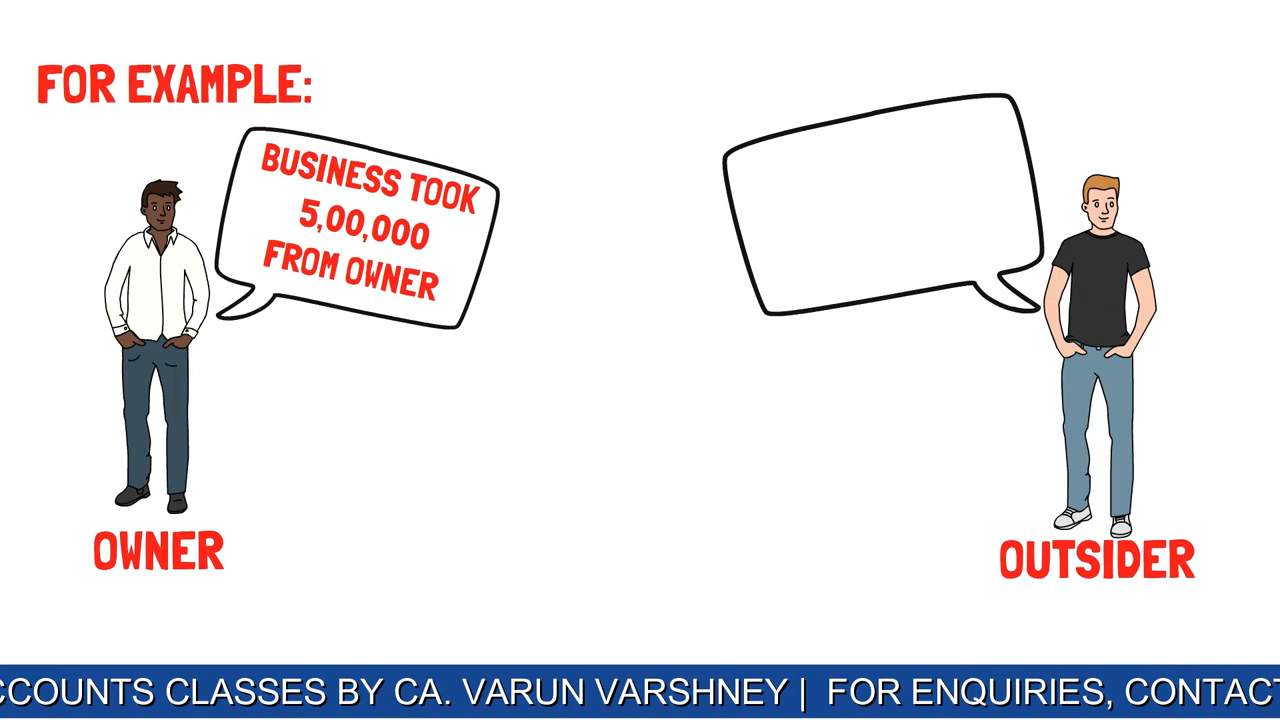 FOR EXAMPLE:
BUSINESS TOOK
5,00,000
FROM OWNER
OWNER
OUTSIDER
CCOUNTS CLASSES BY CA. VARUN VARSHNEY | FOR ENQUIRIES, CONTACT